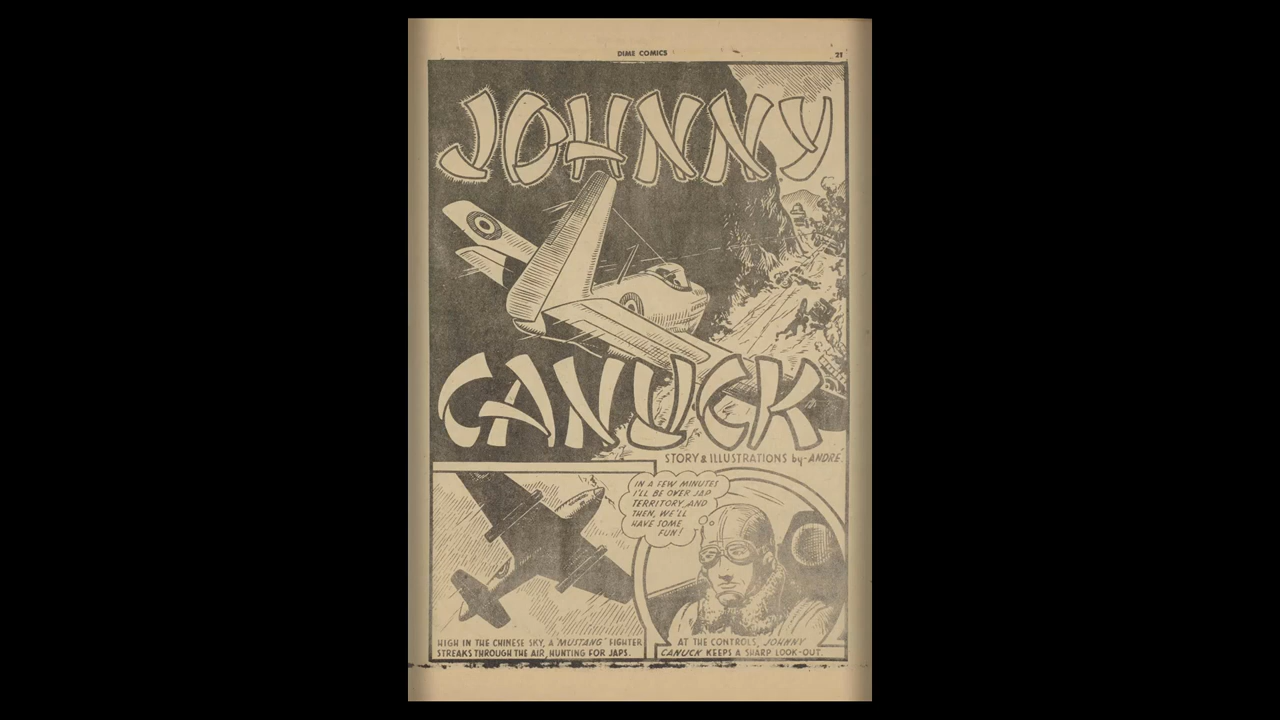 DIME COMICS
21
JOHNNY
CANUCK
STORY & ILLUSTRATIONS by-ANDRÉ.
HIGH IN THE CHINESE SKY, A 'MUSTANG' FIGHTER
STREAKS THROUGH THE AIR, HUNTING FOR JAPS.
IN A FEW MINUTES
I'LL BE OVER JAP
TERRITORY AND
THEN, WE'LL
HAVE SOME
FUN!
AT THE CONTROLS, JOHNNY
CANUCK KEEPS A SHARP LOOK-OUT.